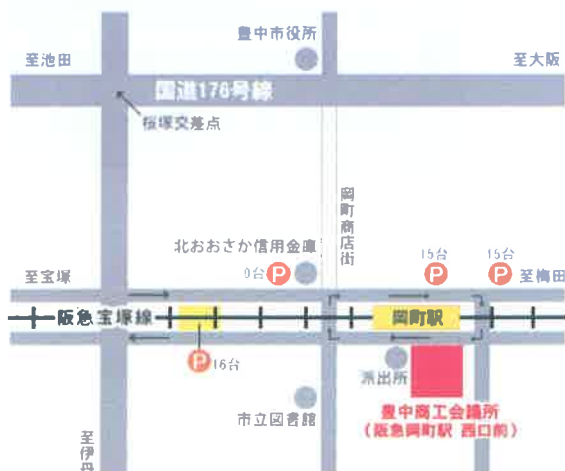 豊中市役所
至池田
至大阪
国道176号線
桜塚交差点
岡町商店街
北おおさか信用金庫
9台
P
15台
P
15台
P
至宝塚
至梅田
阪急宝塚線
岡町駅
P
16台
派出所
市立図書館
豊中商工会議所
(阪急岡町駅 西口前)
至伊丹